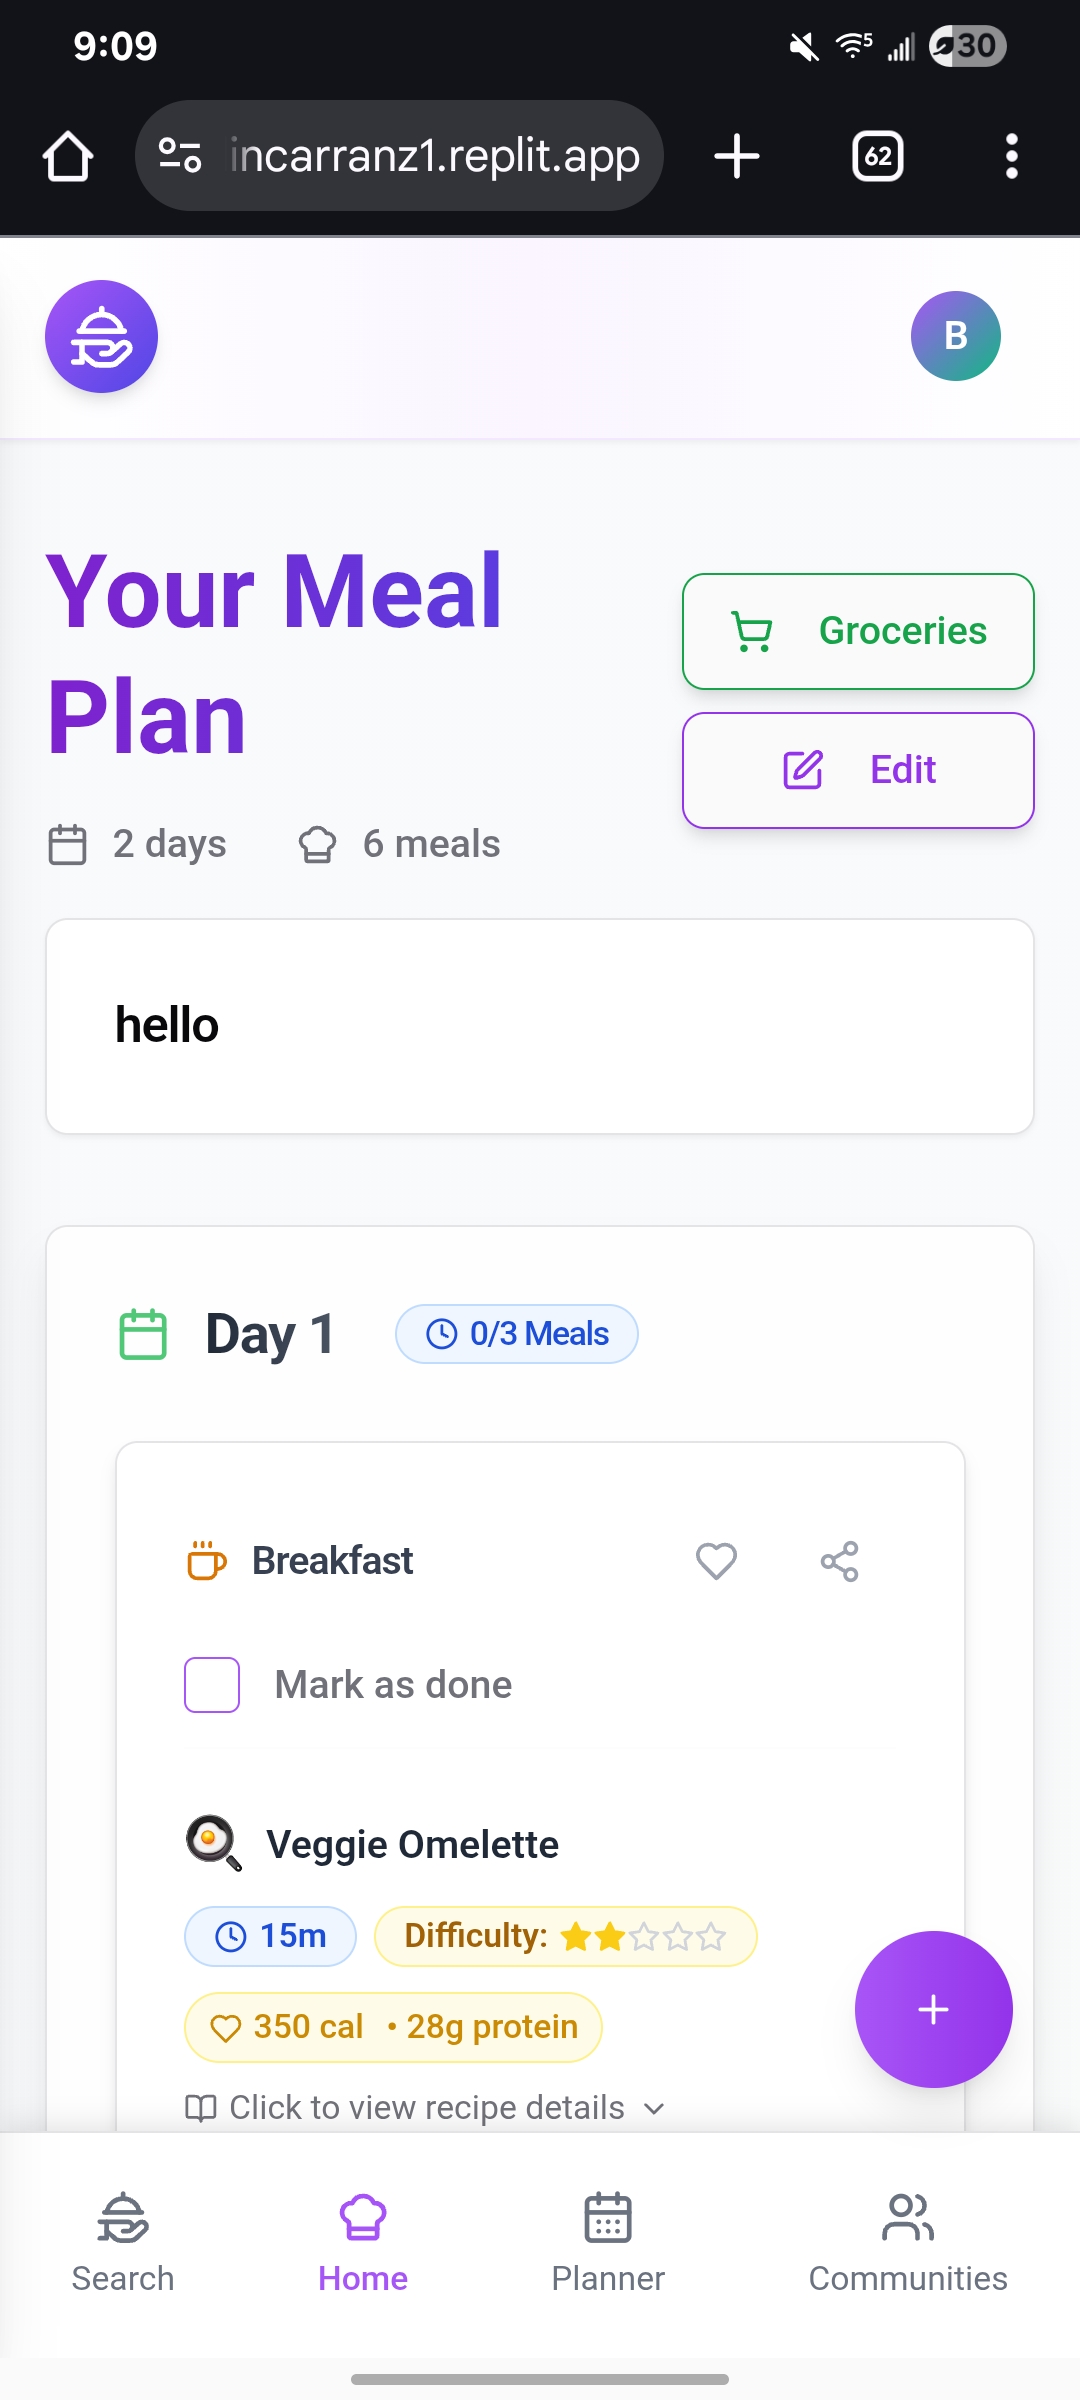 9:09
5
30
incarranz1.replit.app
62
B
Your Meal
Plan
Groceries
Edit
2 days 6 meals
hello
Day 1 0/3 Meals
Breakfast
Mark as done
Veggie Omelette
15m Difficulty:
350 cal • 28g protein
Click to view recipe details
Search Home Planner Communities